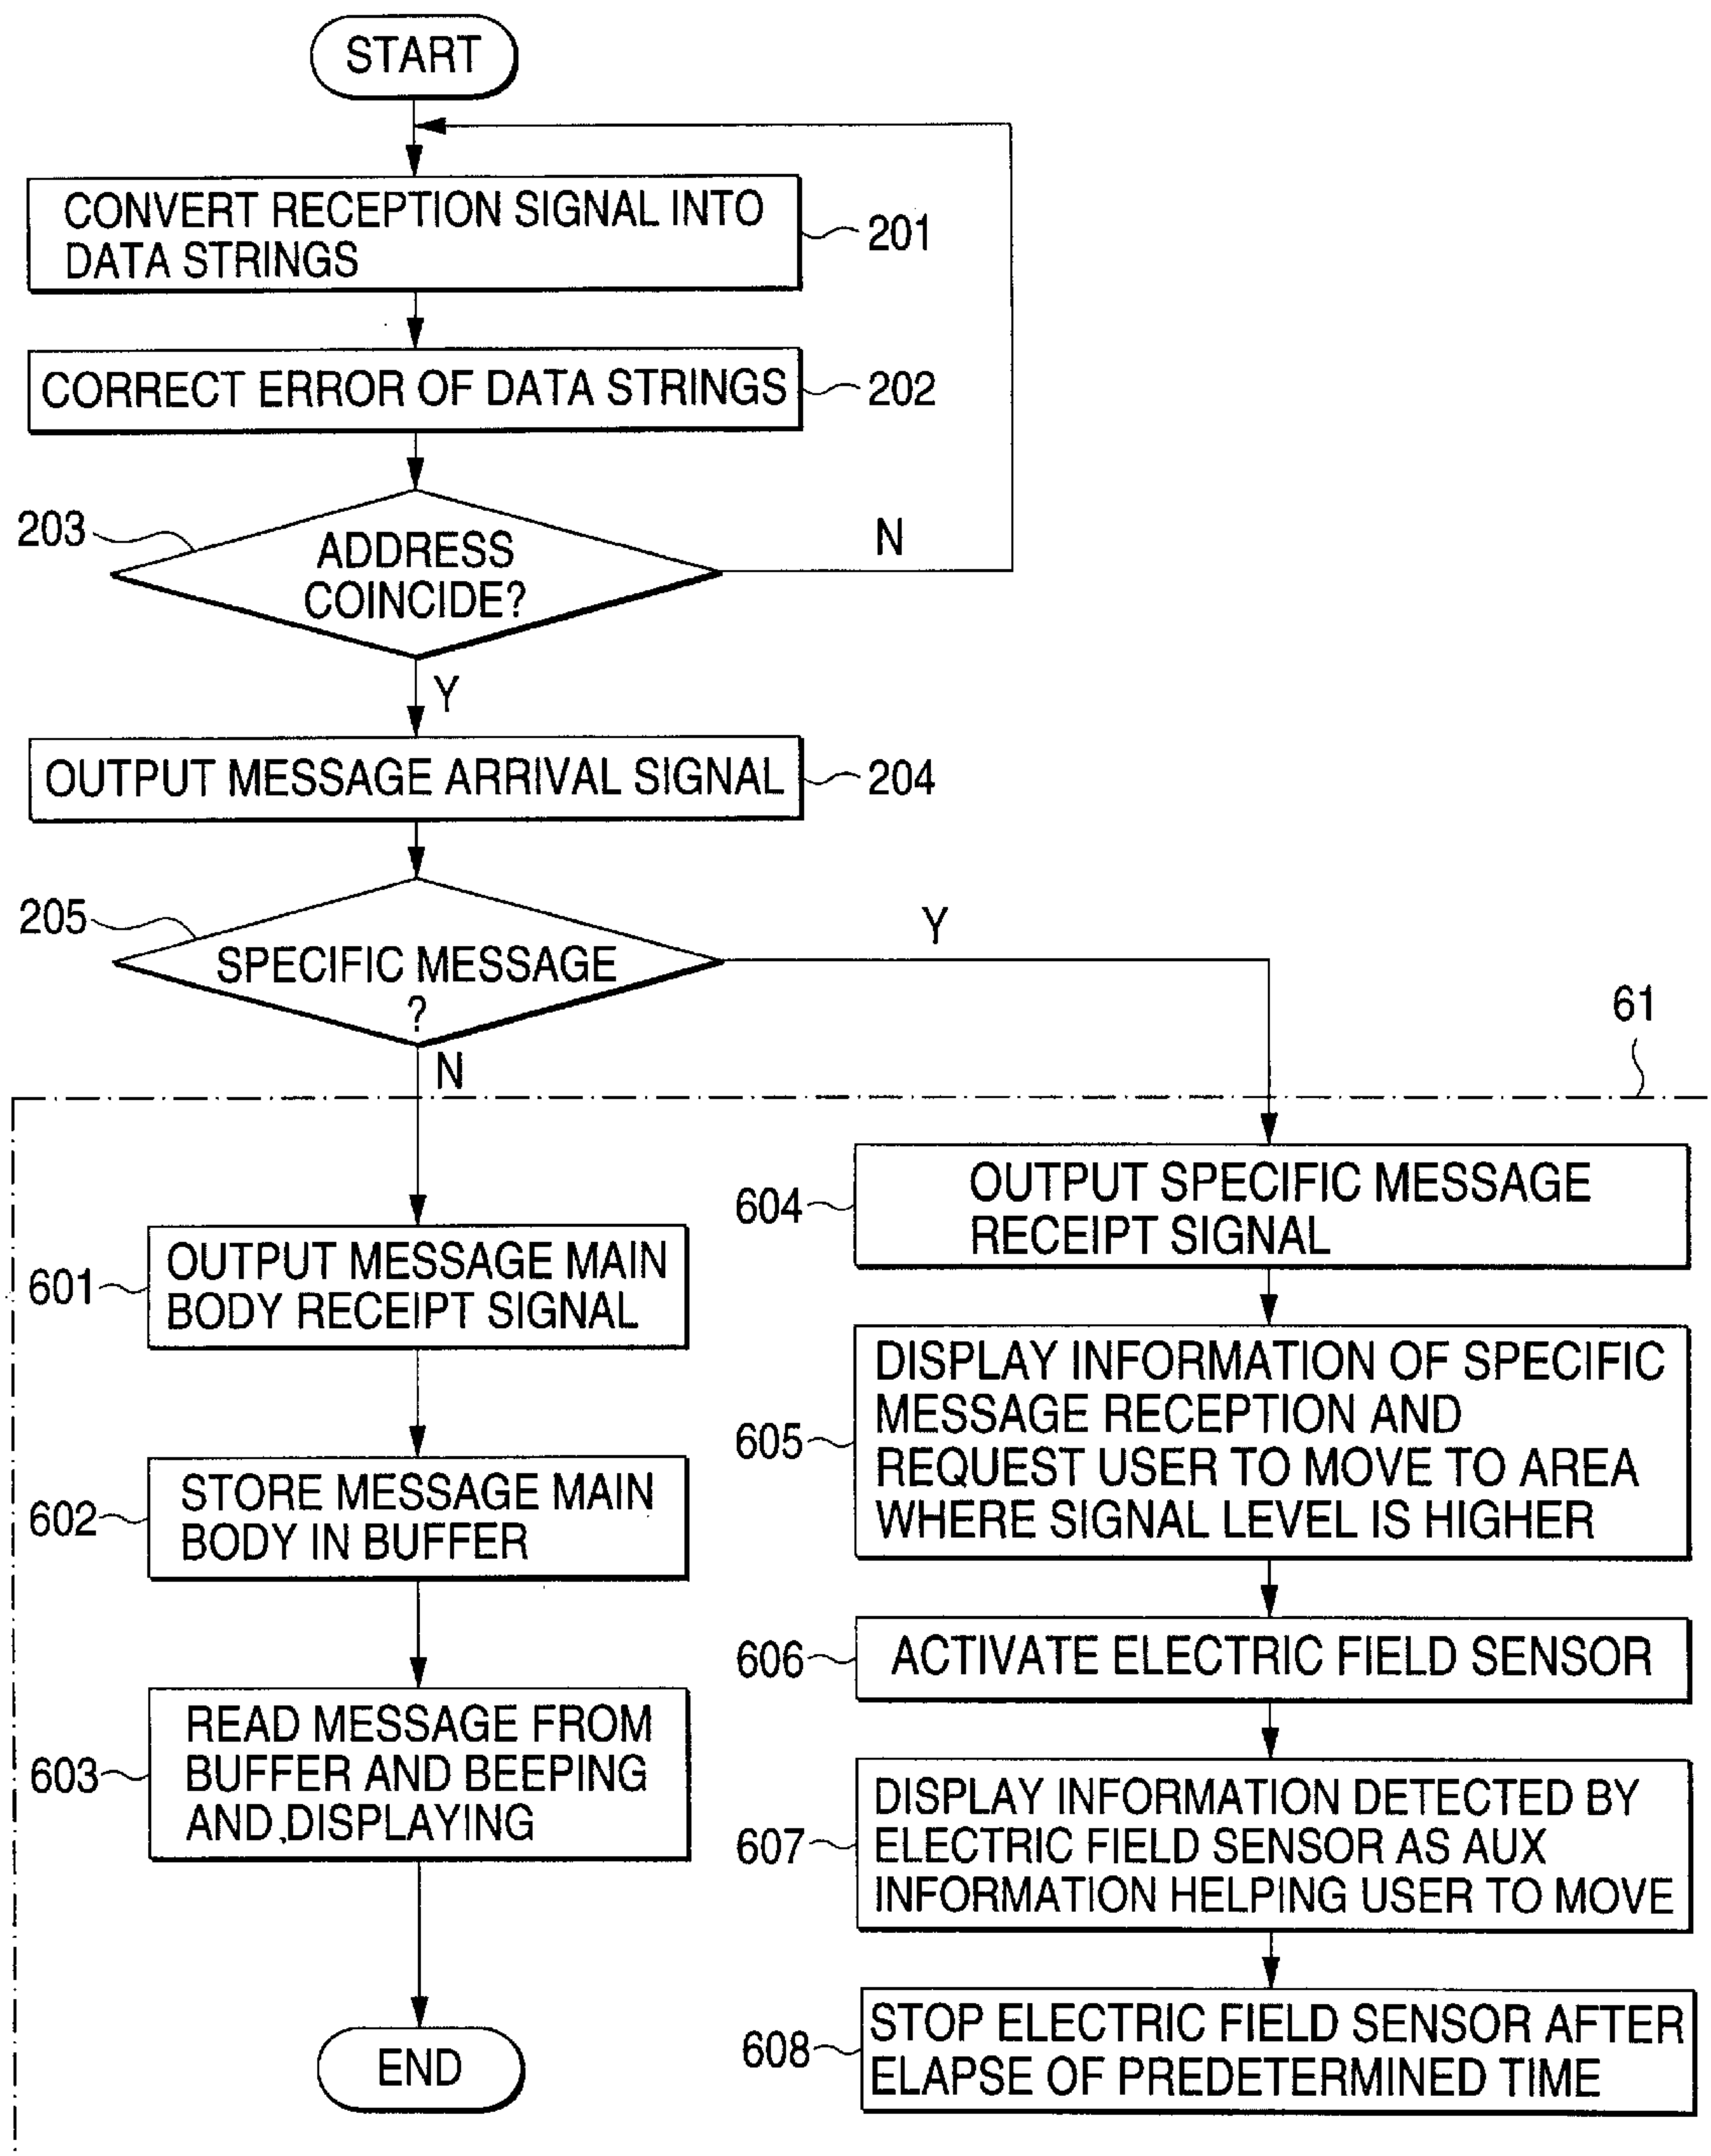 START
CONVERT RECEPTION SIGNAL INTO
DATA STRINGS
201
CORRECT ERROR OF DATA STRINGS
202
203
ADDRESS
COINCIDE?
N
Y
OUTPUT MESSAGE ARRIVAL SIGNAL
204
205
SPECIFIC MESSAGE
?
Y
N
61
601
OUTPUT MESSAGE MAIN
BODY RECEIPT SIGNAL
602
STORE MESSAGE MAIN
BODY IN BUFFER
603
READ MESSAGE FROM
BUFFER AND BEEPING
AND DISPLAYING
END
604
OUTPUT SPECIFIC MESSAGE
RECEIPT SIGNAL
605
DISPLAY INFORMATION OF SPECIFIC
MESSAGE RECEPTION AND
REQUEST USER TO MOVE TO AREA
WHERE SIGNAL LEVEL IS HIGHER
606
ACTIVATE ELECTRIC FIELD SENSOR
607
DISPLAY INFORMATION DETECTED BY
ELECTRIC FIELD SENSOR AS AUX
INFORMATION HELPING USER TO MOVE
608
STOP ELECTRIC FIELD SENSOR AFTER
ELAPSE OF PREDETERMINED TIME